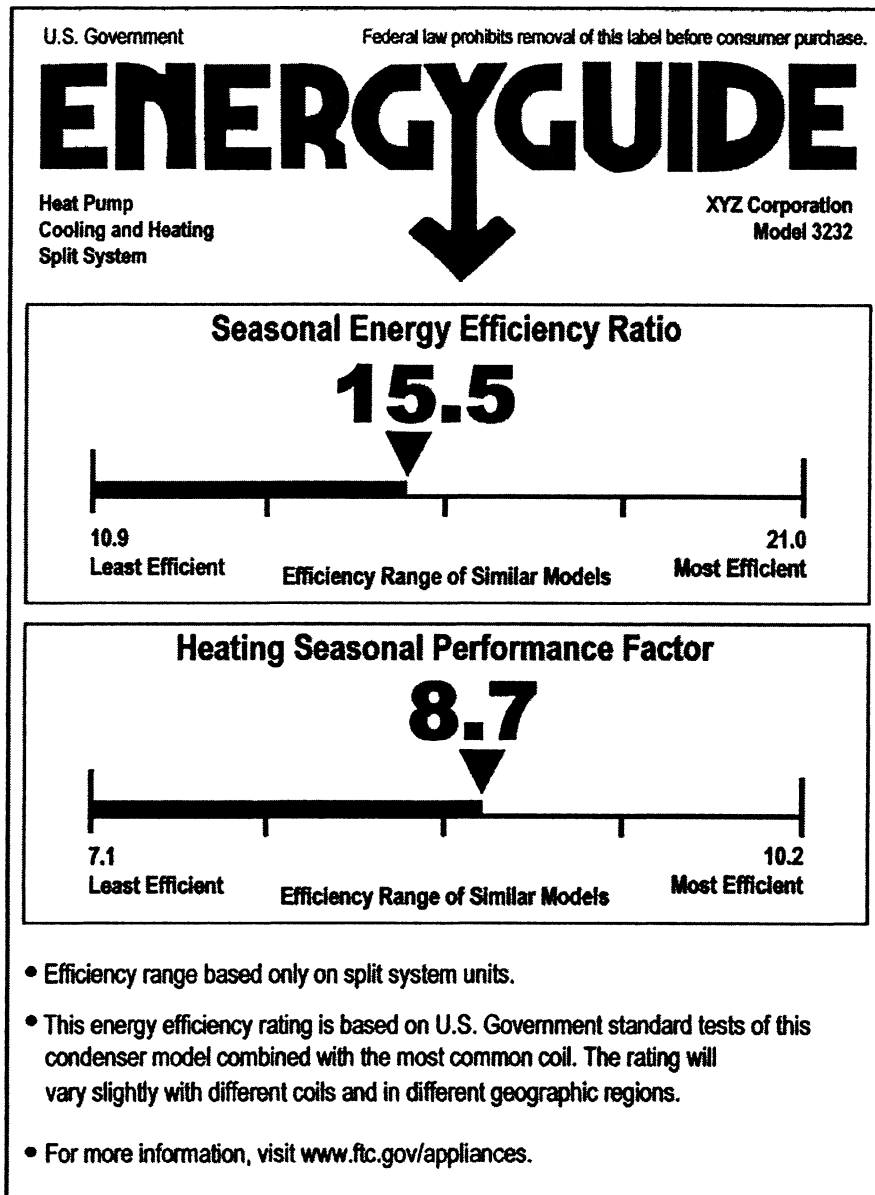 U.S. Government Federal law prohibits removal of this label before consumer purchase.
ENERGYGUIDE
Heat Pump
Cooling and Heating
Split System
XYZ Corporation
Model 3232
Seasonal Energy Efficiency Ratio
15.5
10.9 21.0
Least Efficient Efficiency Range of Similar Models Most Efficient
Heating Seasonal Performance Factor
8.7
7.1 10.2
Least Efficient Efficiency Range of Similar Models Most Efficient
• Efficiency range based only on split system units.
• This energy efficiency rating is based on U.S. Government standard tests of this
condenser model combined with the most common coil. The rating will
vary slightly with different coils and in different geographic regions.
• For more information, visit www.ftc.gov/appliances.